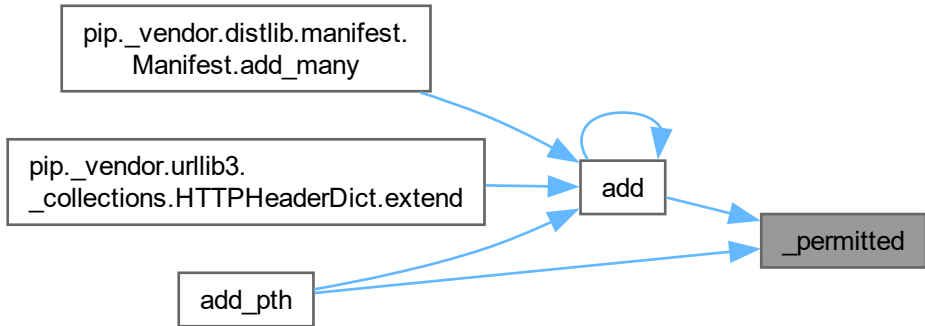 pip._vendor.distlib.manifest.
Manifest.add_many
pip._vendor.urllib3.
_collections.HTTPHeaderDict.extend
add
_permitted
add_pth